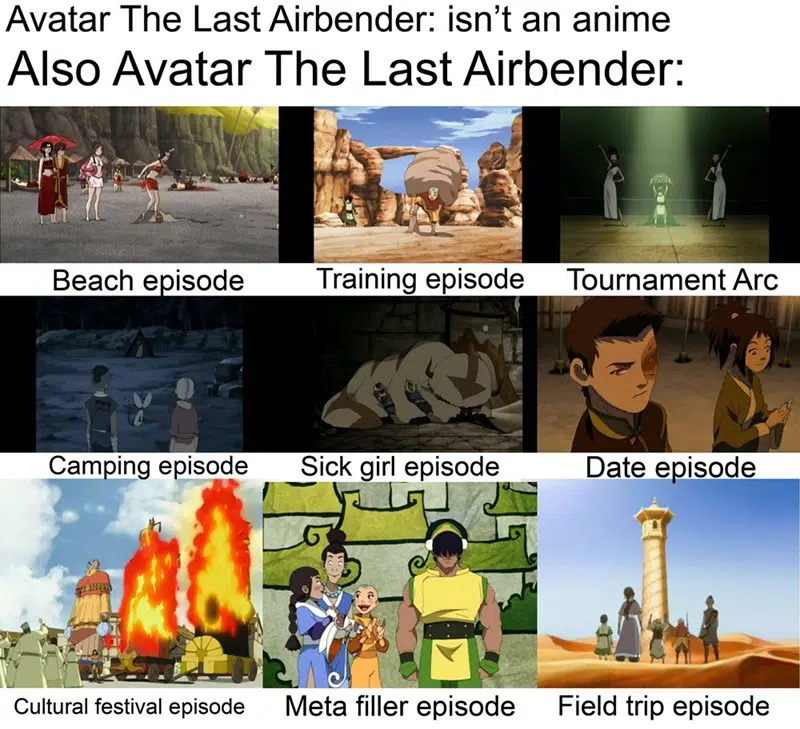 Avatar The Last Airbender: isn't an anime
Also Avatar The Last Airbender:
Beach episode
Training episode
Tournament Arc
Camping episode
Sick girl episode
Date episode
Cultural festival episode
Meta filler episode
Field trip episode